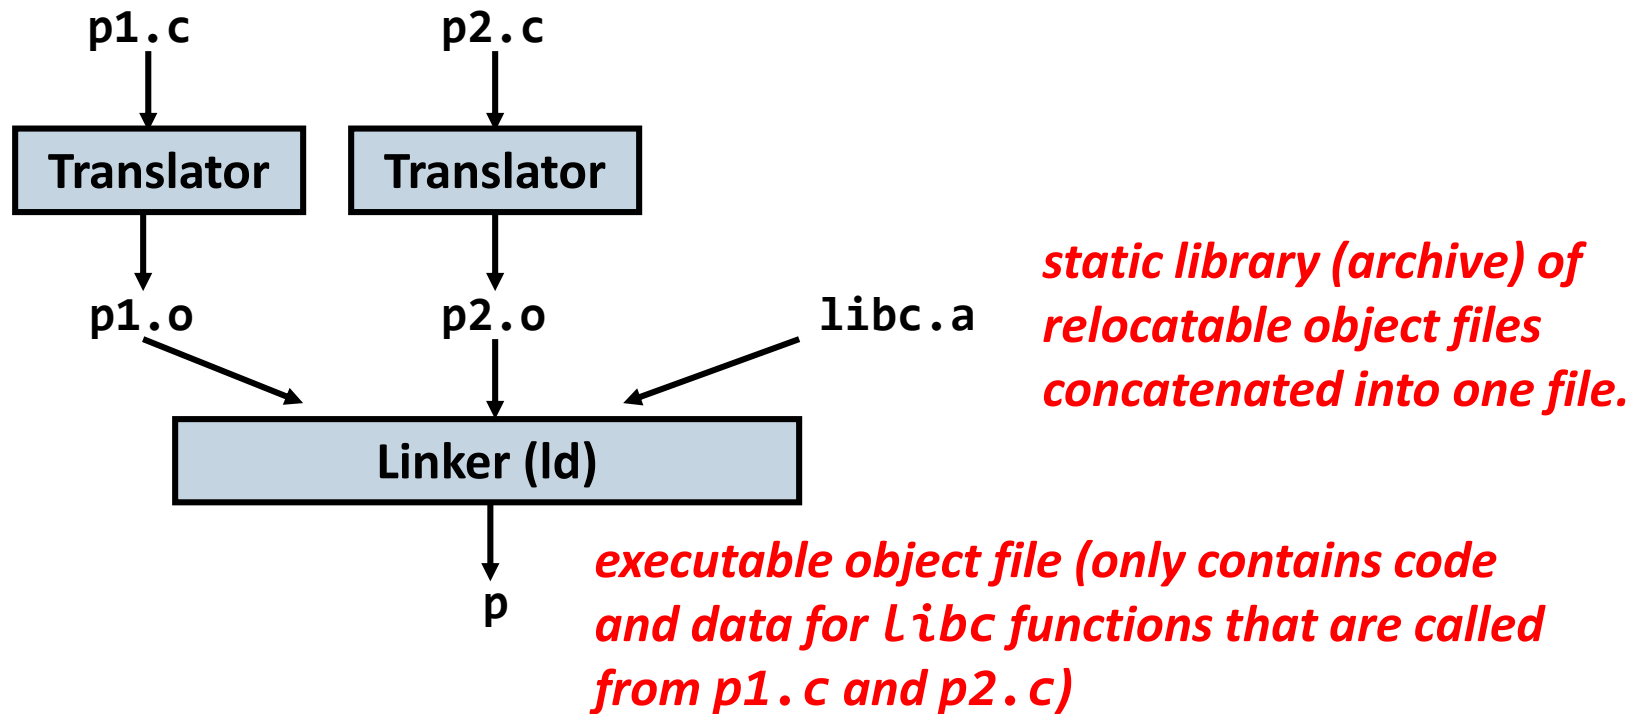 p1.c
p2.c
Translator
Translator
p1.o
p2.o
libc.a
static library (archive) of
relocatable object files
concatenated into one file.
Linker (ld)
p
executable object file (only contains code
and data for libc functions that are called
from p1.c and p2.c)